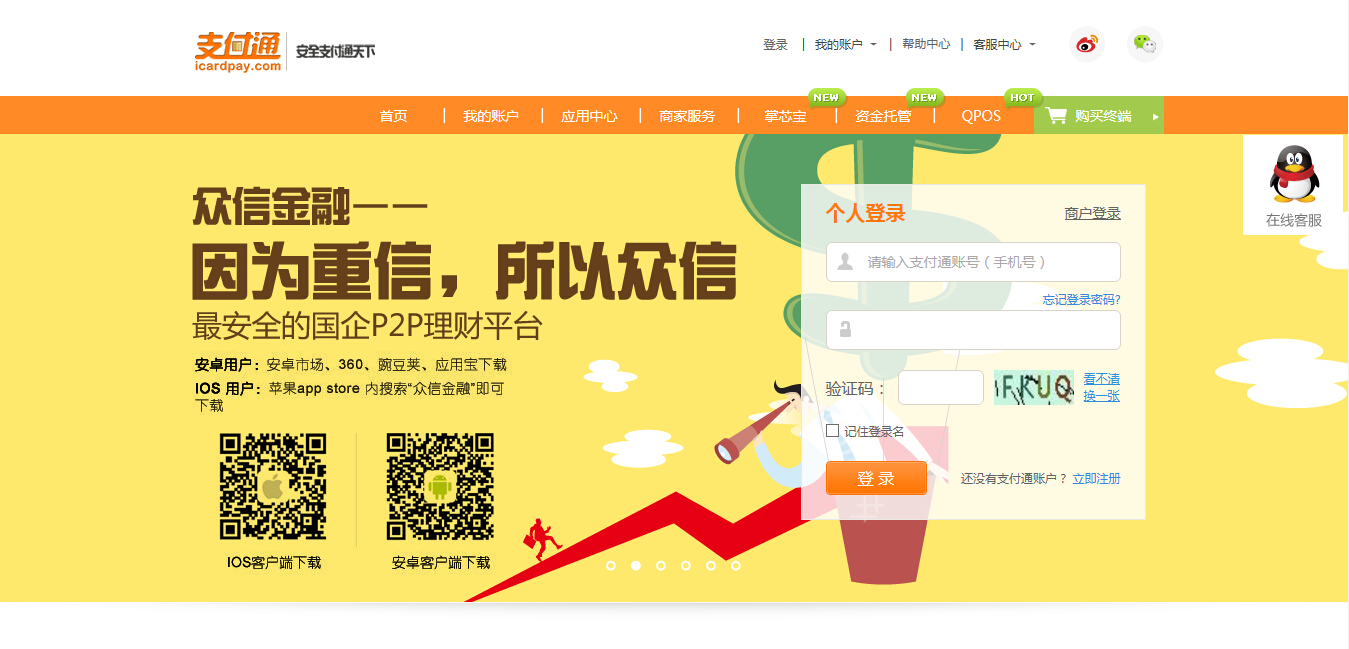 支付通
icardpay.com
安全支付通天下
登录
我的账户
帮助中心
客服中心
NEW
NEW
HOT
首页
我的账户
应用中心
商家服务
掌芯宝
资金托管
QPOS
购买终端
众信金融——
因为重信，所以众信
最安全的国企P2P理财平台
安卓用户：安卓市场、360、豌豆荚、应用宝下载
IOS 用户：苹果app store 内搜索“众信金融”即可
下载
IOS客户端下载
安卓客户端下载
个人登录
商户登录
请输入支付通账号（手机号）
忘记登录密码?
验证码：
FKUQ
看不清
换一张
记住登录名
登 录
还没有支付通账户？
立即注册
在线客服